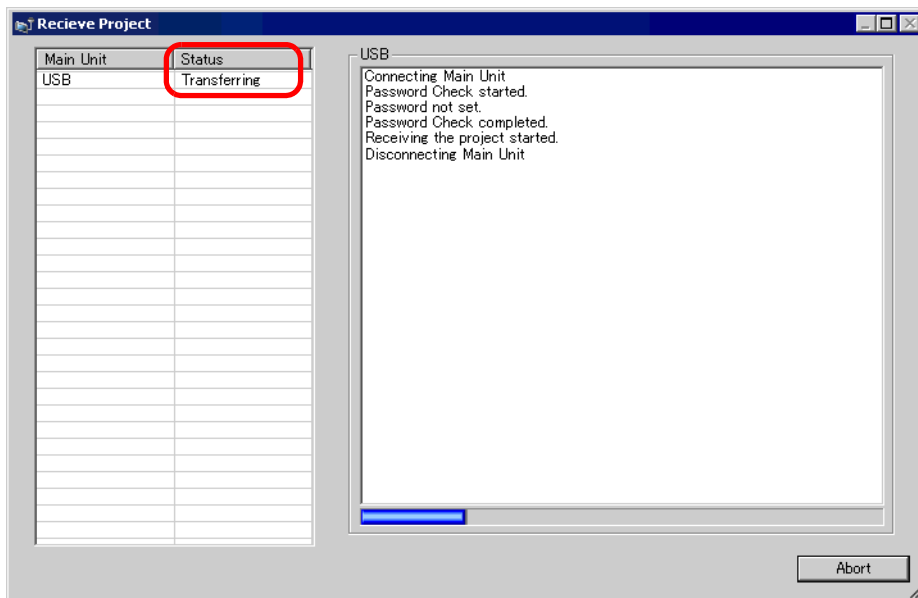 Recieve Project
Main Unit Status
USB Transferring
USB
Connecting Main Unit
Password Check started.
Password not set.
Password Check completed.
Receiving the project started.
Disconnecting Main Unit
Abort